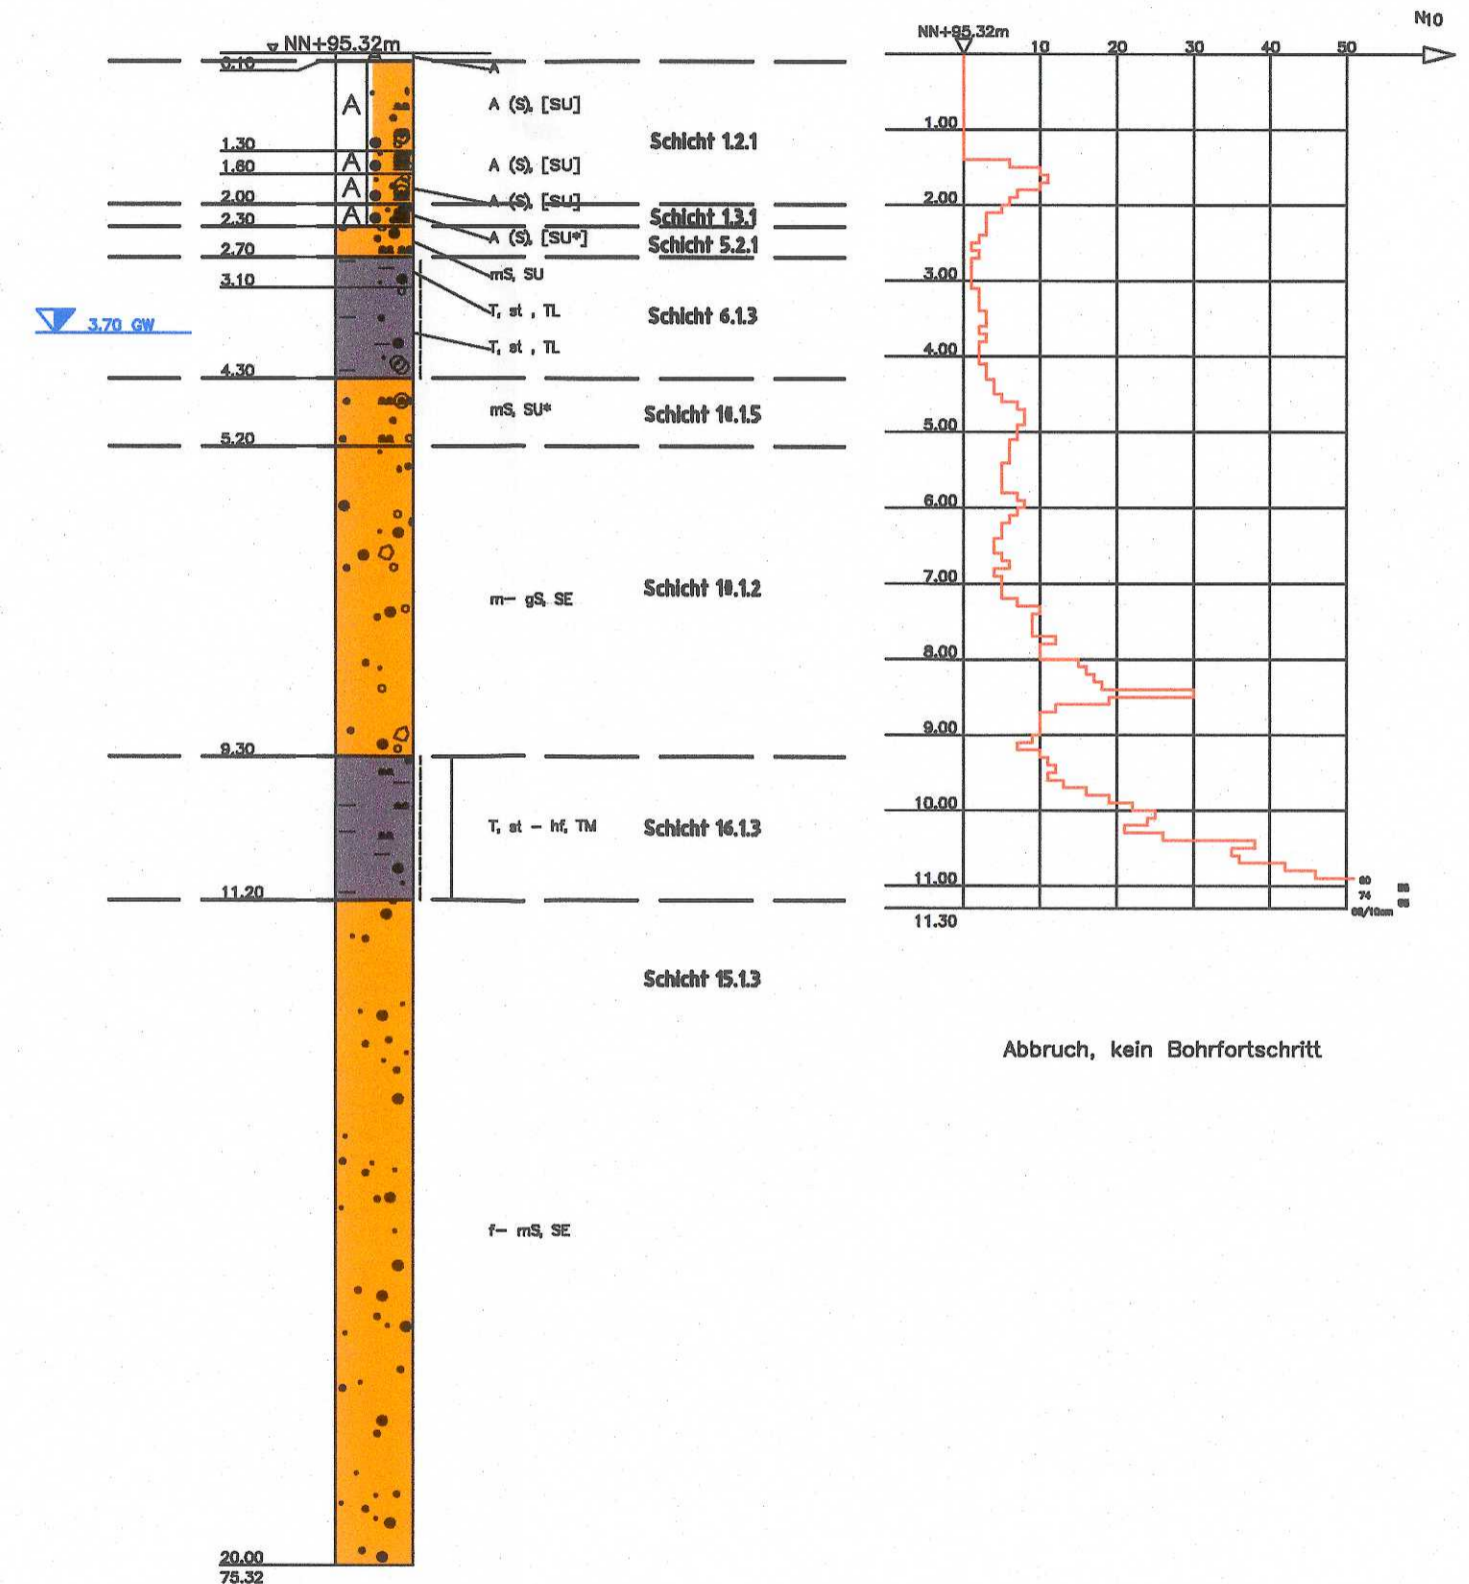 NN+95.32m
0.10
A
A
A (S), [SU]
Schicht 1.2.1
1.30
A
A (S), [SU]
1.60
A
A (S), [SU]
2.00
A
Schicht 1.3.1
2.30
A (S), [SU*]
Schicht 5.2.1
2.70
mS, SU
3.10
T, st , TL
Schicht 6.1.3
3.70 GW
T, st , TL
4.30
mS, SU*
Schicht 10.1.5
5.20
Schicht 10.1.2
m- gS, SE
9.30
T, st - hf, TM
Schicht 16.1.3
11.20
Schicht 15.1.3
f- mS, SE
20.00
75.32
N10
NN+95.32m
10 20 30 40 50
1.00
2.00
3.00
4.00
5.00
6.00
7.00
8.00
9.00
10.00
11.00
60
74
11.30
Abbruch, kein Bohrfortschritt